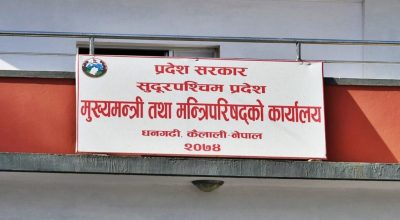 प्रदेश सरकार
सुदूरपश्चिम प्रदेश
मुख्यमन्त्री तथा मन्त्रिपरिषद्को कार्यालय
धनगढी, कैलाली-नेपाल
२०७४